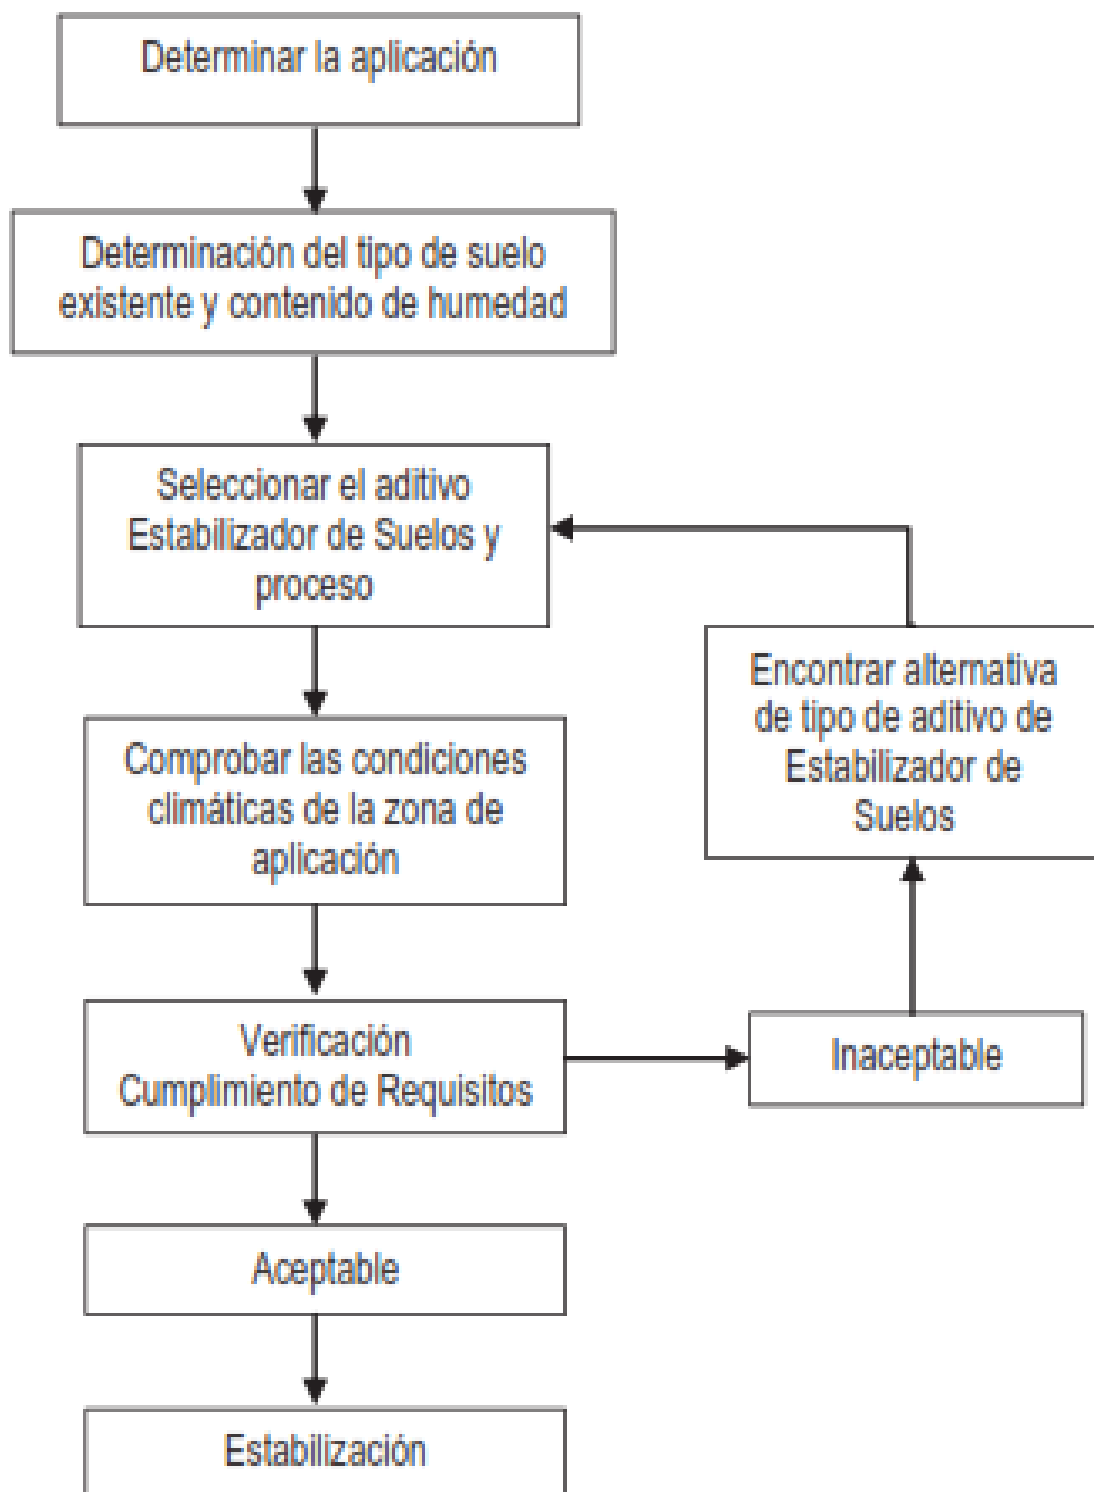 Determinar la aplicación
Determinación del tipo de suelo
existente y contenido de humedad
Seleccionar el aditivo
Estabilizador de Suelos y
proceso
Encontrar alternativa
de tipo de aditivo de
Estabilizador de
Suelos
Comprobar las condiciones
climáticas de la zona de
aplicación
Verificación
Cumplimiento de Requisitos
Inaceptable
Aceptable
Estabilización